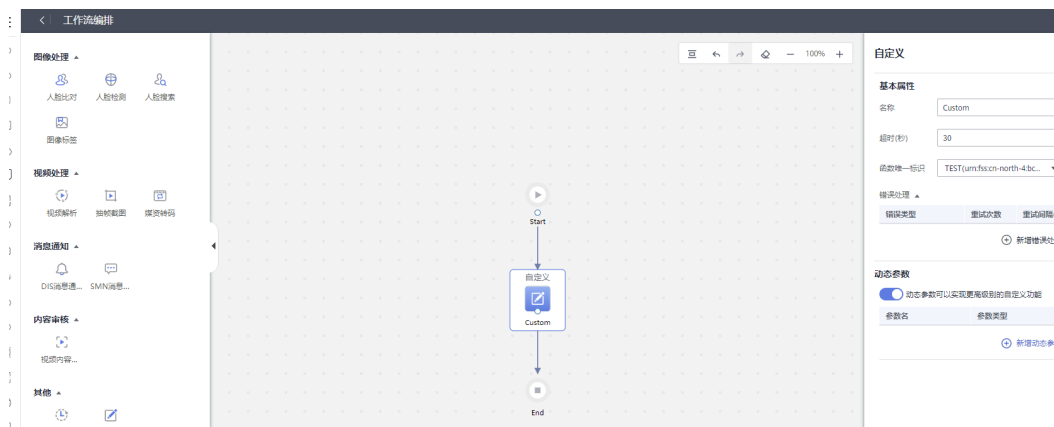 工作流编排
图像处理
人脸比对 人脸检测 人脸搜索
图像标签
视频处理
视频解析 抽帧截图 媒资转码
消息通知
DIS消息通... SMN消息...
内容审核
视频内容...
其他
100%
Start
自定义
Custom
End
自定义
基本属性
名称 Custom
超时(秒) 30
函数唯一标识 TEST(urn:fss:cn-north-4:bc...
错误处理
错误类型 重试次数 重试间隔
新增错误处
动态参数
动态参数可以实现更高级别的自定义功能
参数名 参数类型
新增动态参